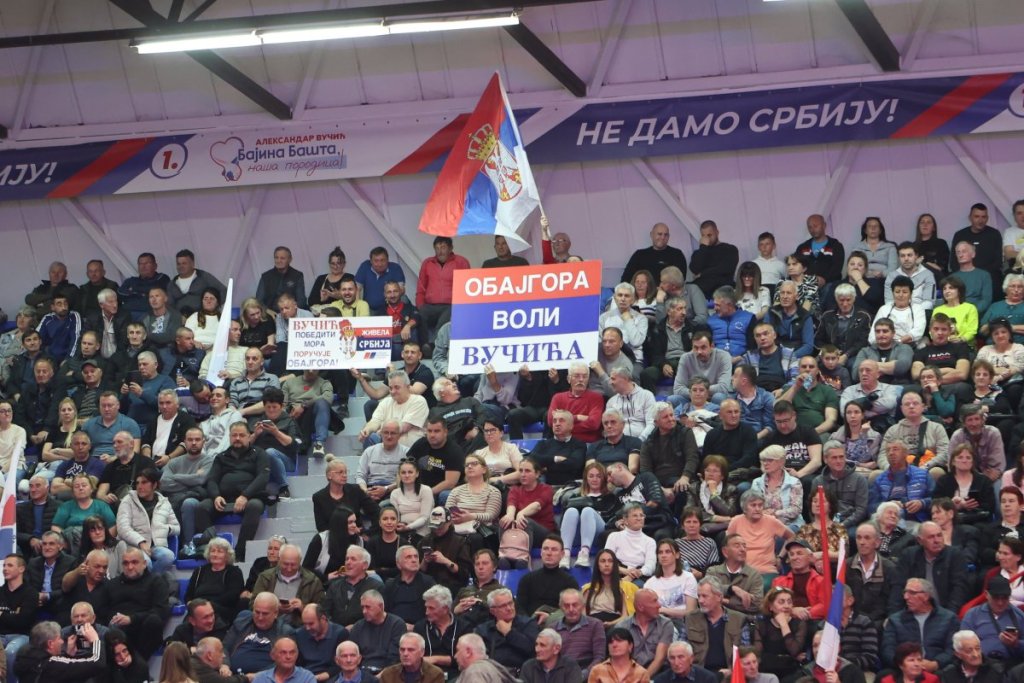 ИЈУ!
1.
АЛЕКСАНДАР ВУЧИЋ
Бајина Башта,
наша породица!
НЕ ДАМО СРБИЈУ!
ОБАЈГОРА
ВОЛИ
ВУЧИЋА
ВУЧИЋ
ПОБЕДИТИ
МОРА
ПОРУЧУЈЕ
ОБАЈГОРА!
ЖИВЕЛА
СРБИЈА